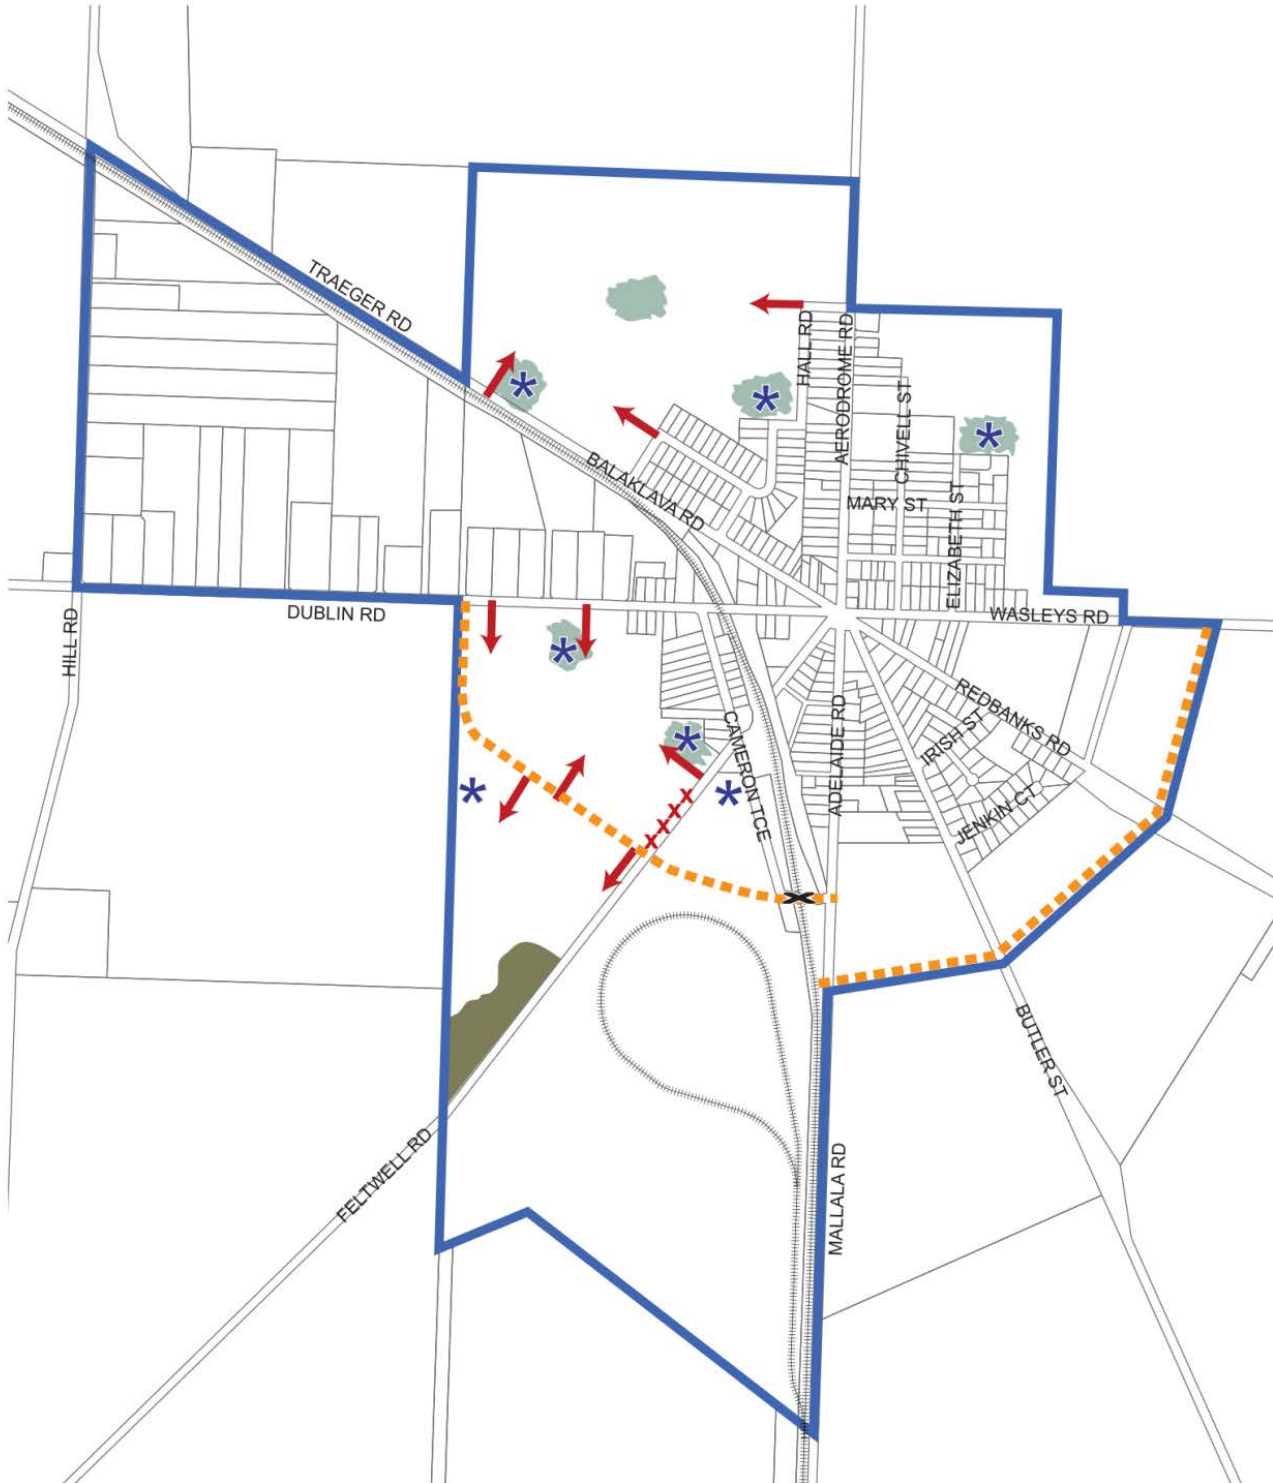 TRAEGER RD
HALL RD
AERODROME RD
CHIVELL ST
BALAKLAVA RD
MARY ST
ELIZABETH ST
WASLEYS RD
DUBLIN RD
HILL RD
REDBANKS RD
IRISH ST
CAMERON TCE
ADELAIDE RD
JENKIN CT
BUTLER ST
FELTWELL RD
MALLALA RD